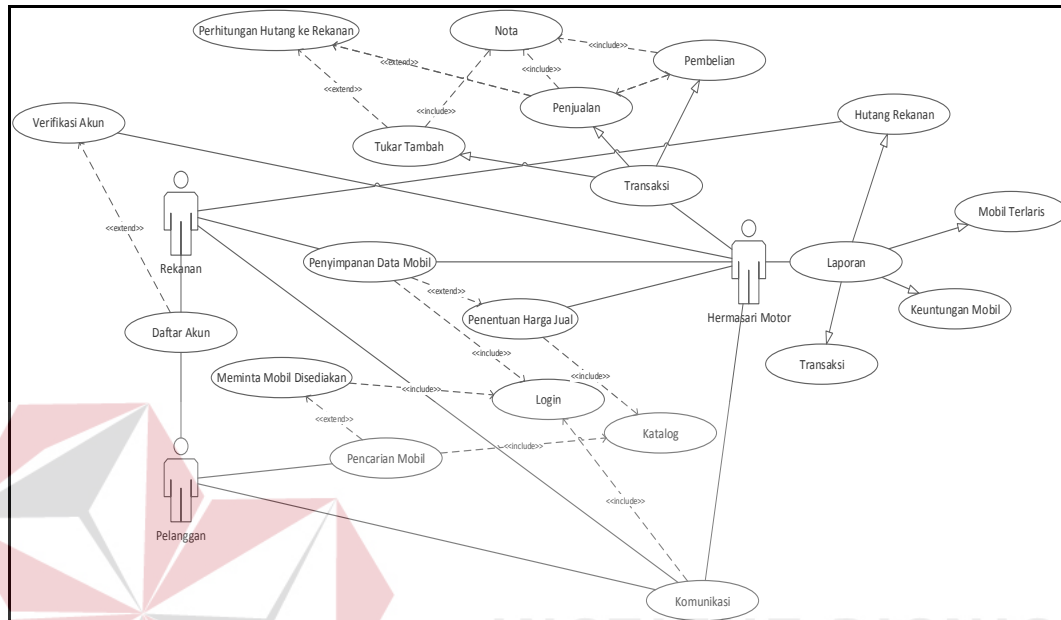 Perhitungan Hutang ke Rekanan
Nota
<<include>>
Pembelian
<<extend>>
<<include>>
<<extend>>
<<include>>
Penjualan
Hutang Rekanan
Verifikasi Akun
Tukar Tambah
Transaksi
Mobil Terlaris
<<extend>>
Rekanan
Penyimpanan Data Mobil
Laporan
<<extend>>
Keuntungan Mobil
Penentuan Harga Jual
Hermasari Motor
Daftar Akun
<<include>>
Transaksi
<<include>>
Meminta Mobil Disediakan
<<include>>
Login
<<extend>>
Katalog
<<include>>
Pencarian Mobil
<<include>>
Pelanggan
Komunikasi